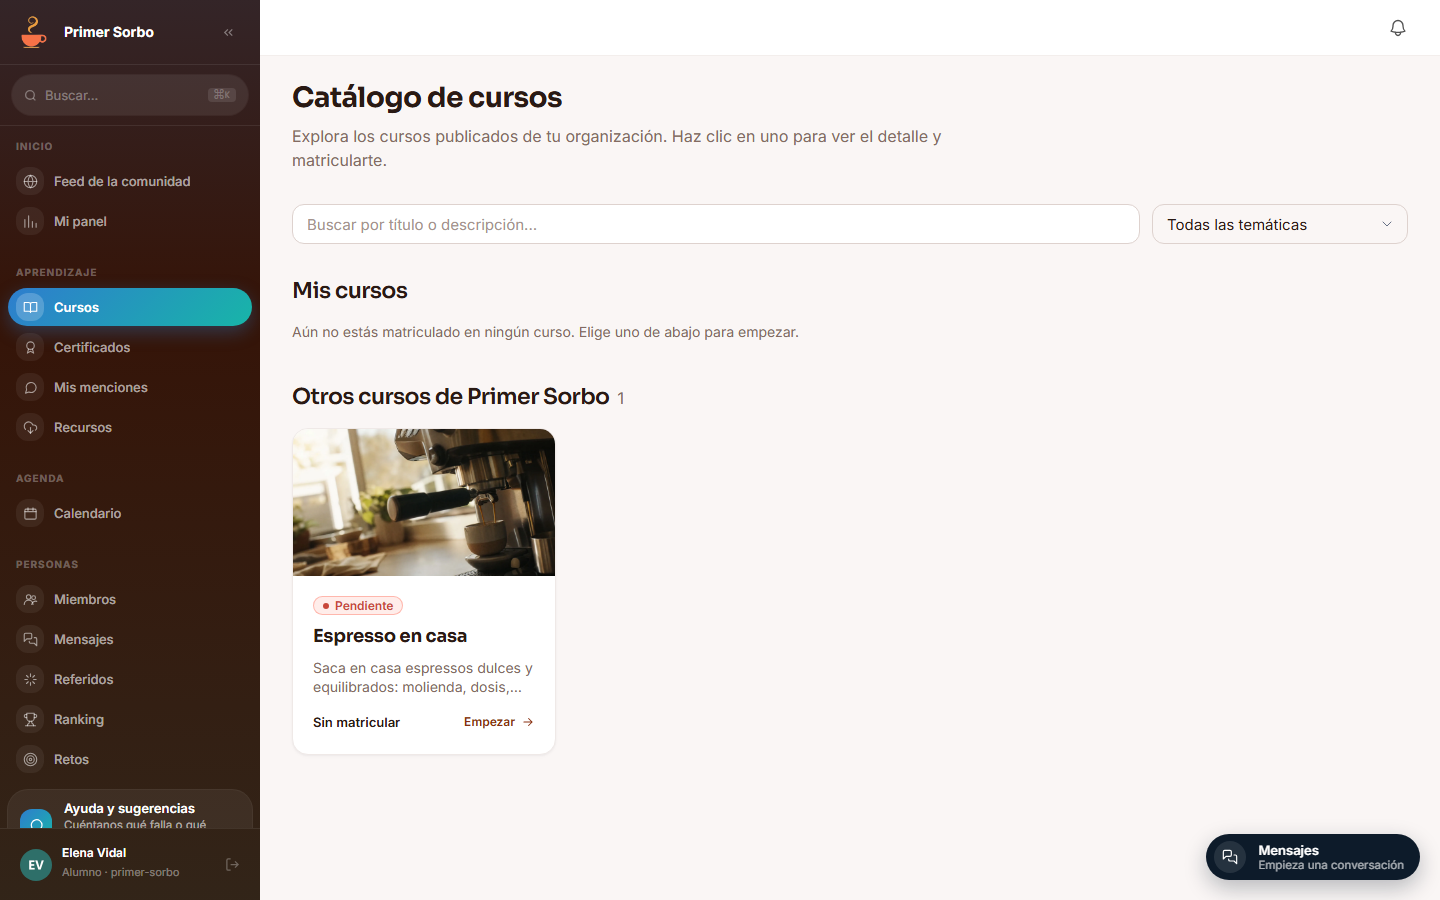 Primer Sorbo
Buscar...
⌘K
INICIO
Feed de la comunidad
Mi panel
APRENDIZAJE
Cursos
Certificados
Mis menciones
Recursos
AGENDA
Calendario
PERSONAS
Miembros
Mensajes
Referidos
Ranking
Retos
Ayuda y sugerencias
Cuéntanos qué falla o qué
EV
Elena Vidal
Alumno · primer-sorbo
Catálogo de cursos
Explora los cursos publicados de tu organización. Haz clic en uno para ver el detalle y
matricularte.
Buscar por título o descripción...
Todas las temáticas
Mis cursos
Aún no estás matriculado en ningún curso. Elige uno de abajo para empezar.
Otros cursos de Primer Sorbo 1
Pendiente
Espresso en casa
Saca en casa espressos dulces y
equilibrados: molienda, dosis,...
Sin matricular
Empezar →
Mensajes
Empieza una conversación